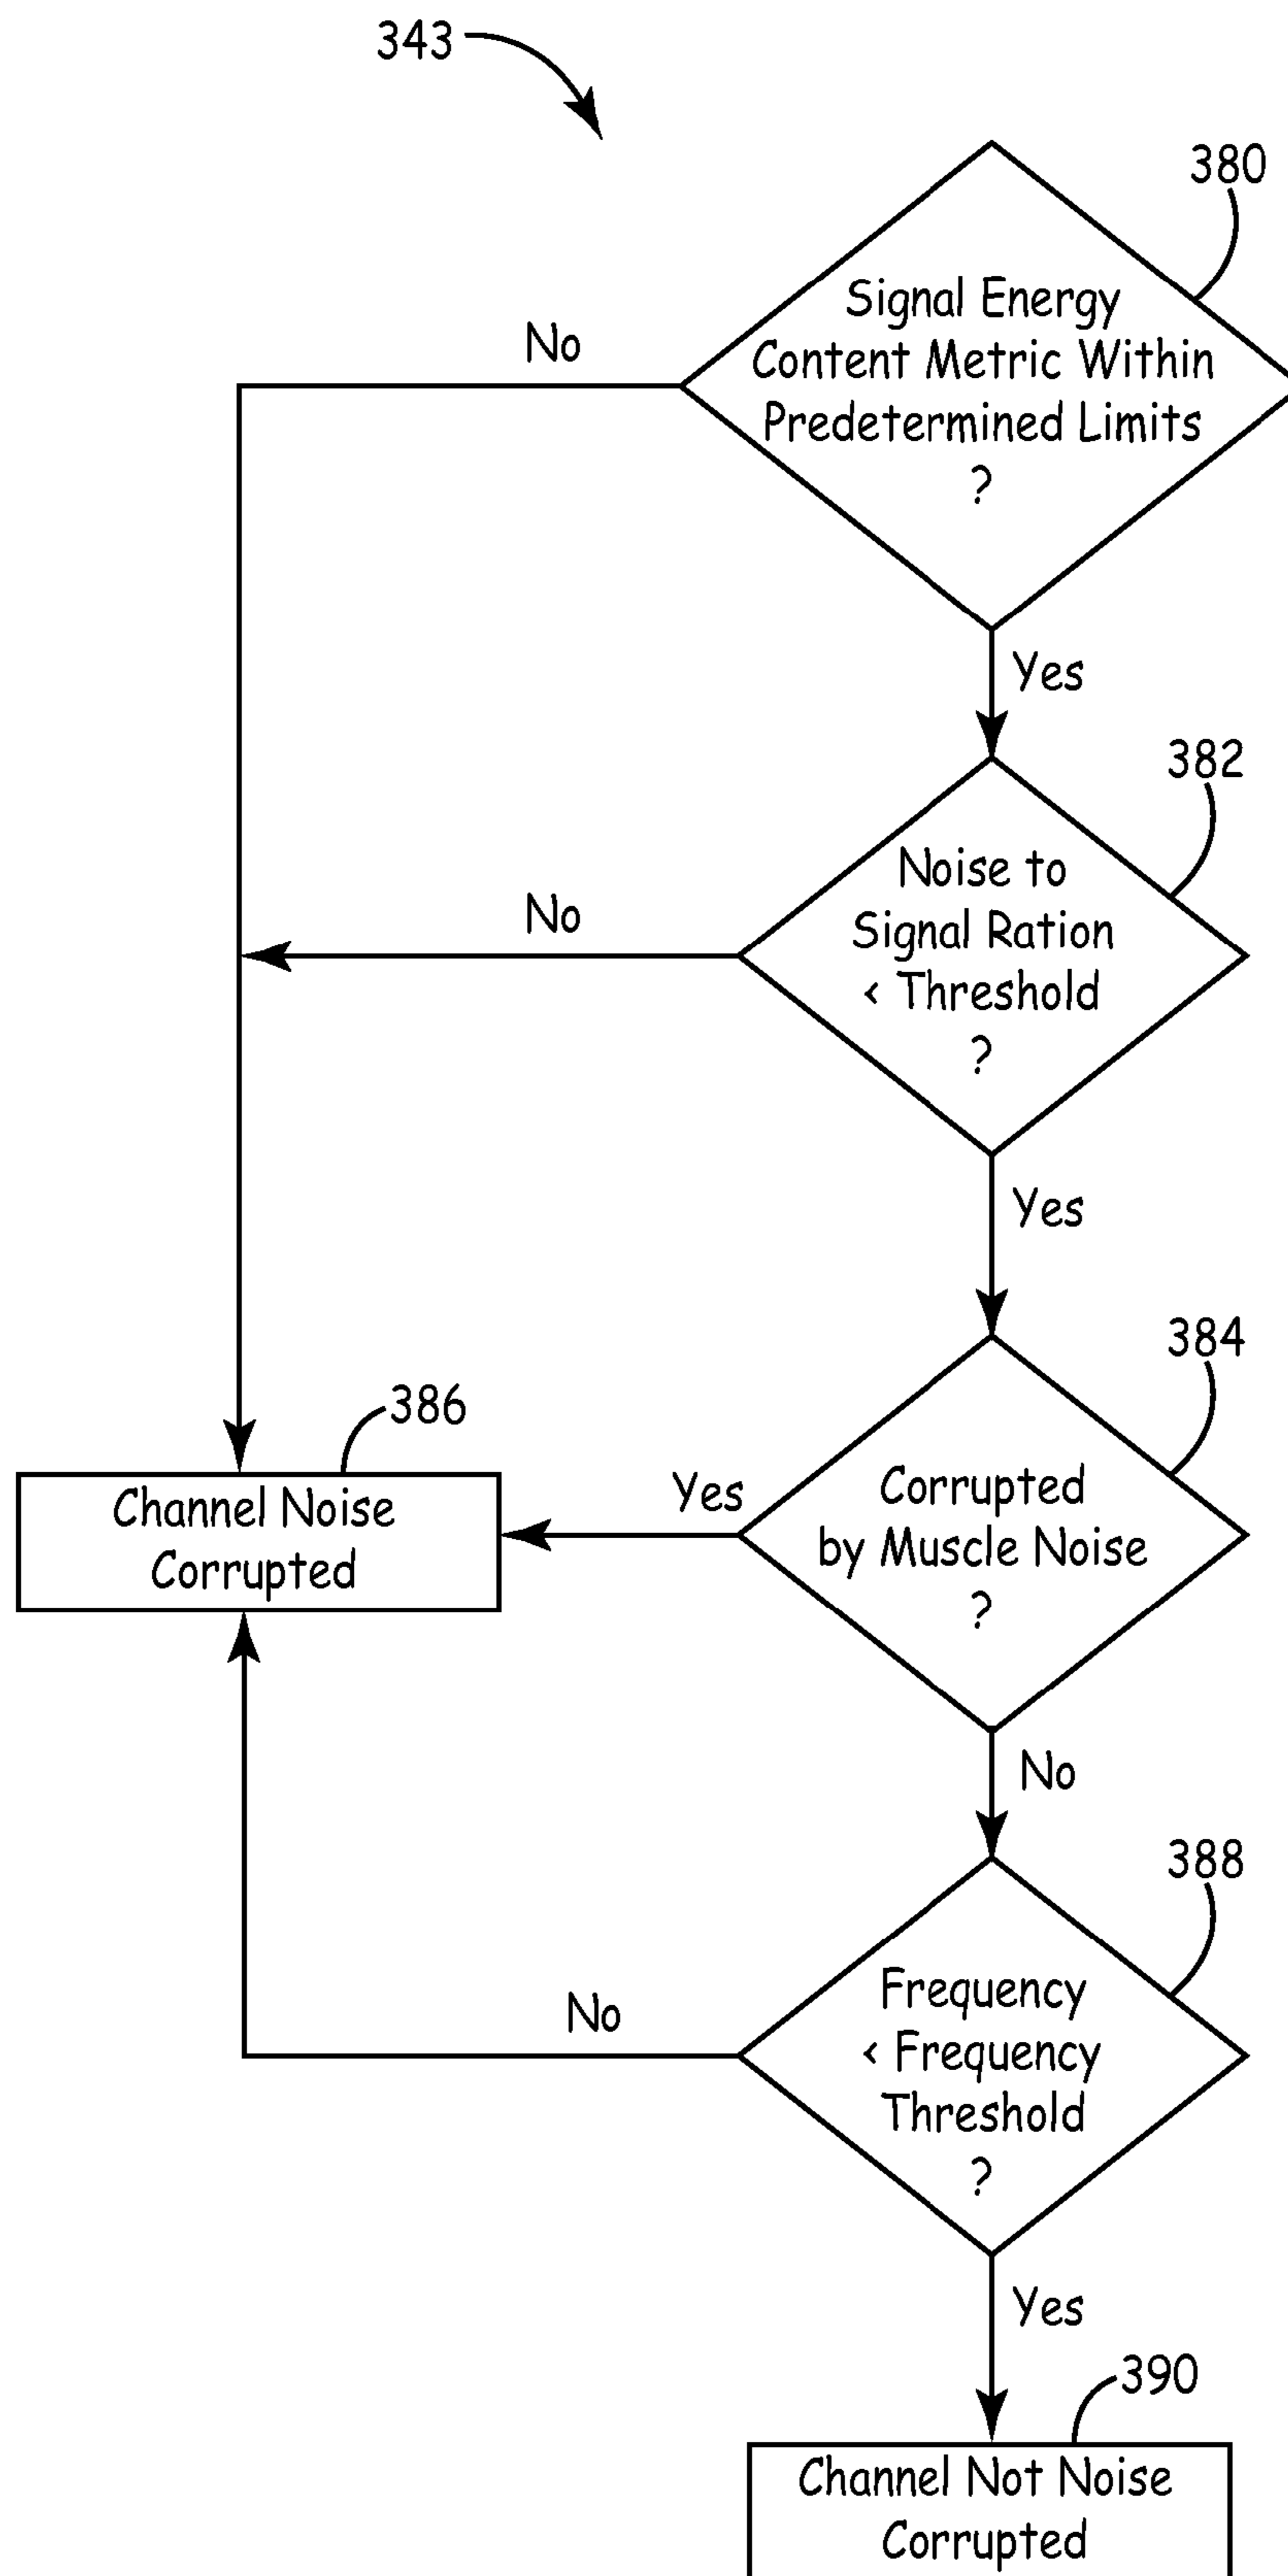 343
380
Signal Energy
Content Metric Within
Predetermined Limits
?
No
Yes
382
Noise to
Signal Ration
< Threshold
?
No
Yes
384
Corrupted
by Muscle Noise
?
Yes
386
Channel Noise
Corrupted
No
388
Frequency
< Frequency
Threshold
?
No
Yes
390
Channel Not Noise
Corrupted